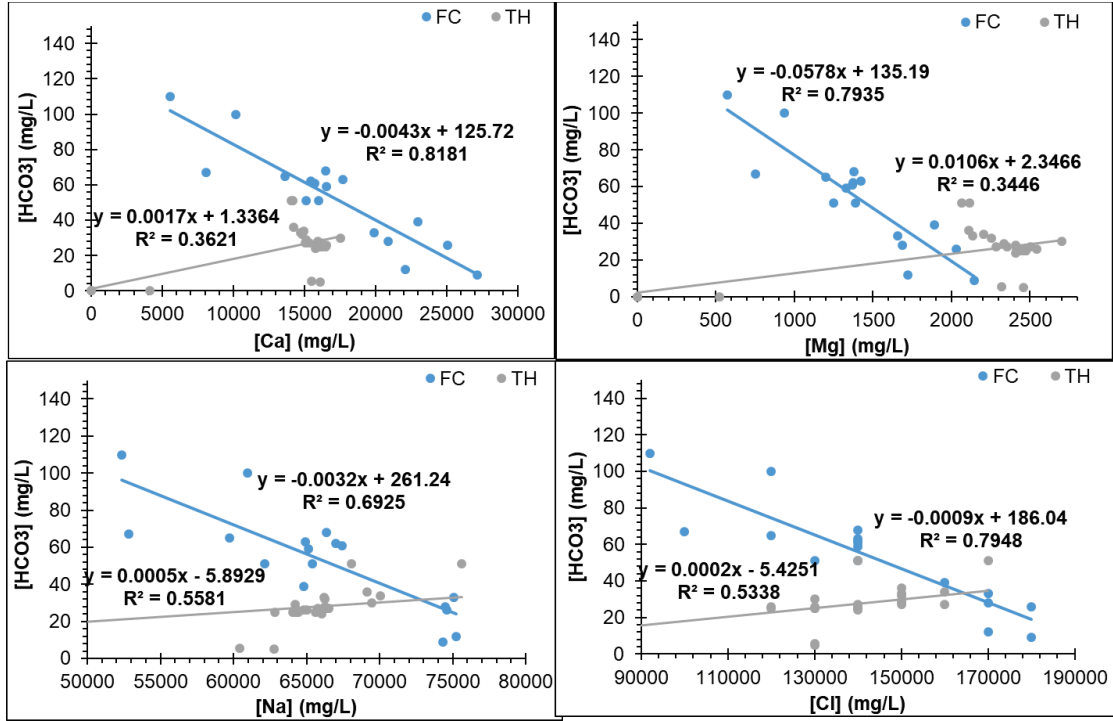 FC TH
140
120
100
80
60
40
20
0
[HCO3] (mg/L)
y = -0.0043x + 125.72
R² = 0.8181
y = 0.0017x + 1.3364
R² = 0.3621
0 5000 10000 15000 20000 25000 30000
[Ca] (mg/L)
FC TH
140
120
100
80
60
40
20
0
[HCO3] (mg/L)
y = -0.0578x + 135.19
R² = 0.7935
y = 0.0106x + 2.3466
R² = 0.3446
0 500 1000 1500 2000 2500
[Mg] (mg/L)
FC TH
140
120
100
80
60
40
20
0
[HCO3] (mg/L)
y = -0.0032x + 261.24
R² = 0.6925
y = 0.0005x - 5.8929
R² = 0.5581
50000 55000 60000 65000 70000 75000 80000
[Na] (mg/L)
FC TH
140
120
100
80
60
40
20
0
[HCO3] (mg/L)
y = -0.0009x + 186.04
R² = 0.7948
y = 0.0002x - 5.4251
R² = 0.5338
90000 110000 130000 150000 170000 190000
[Cl] (mg/L)